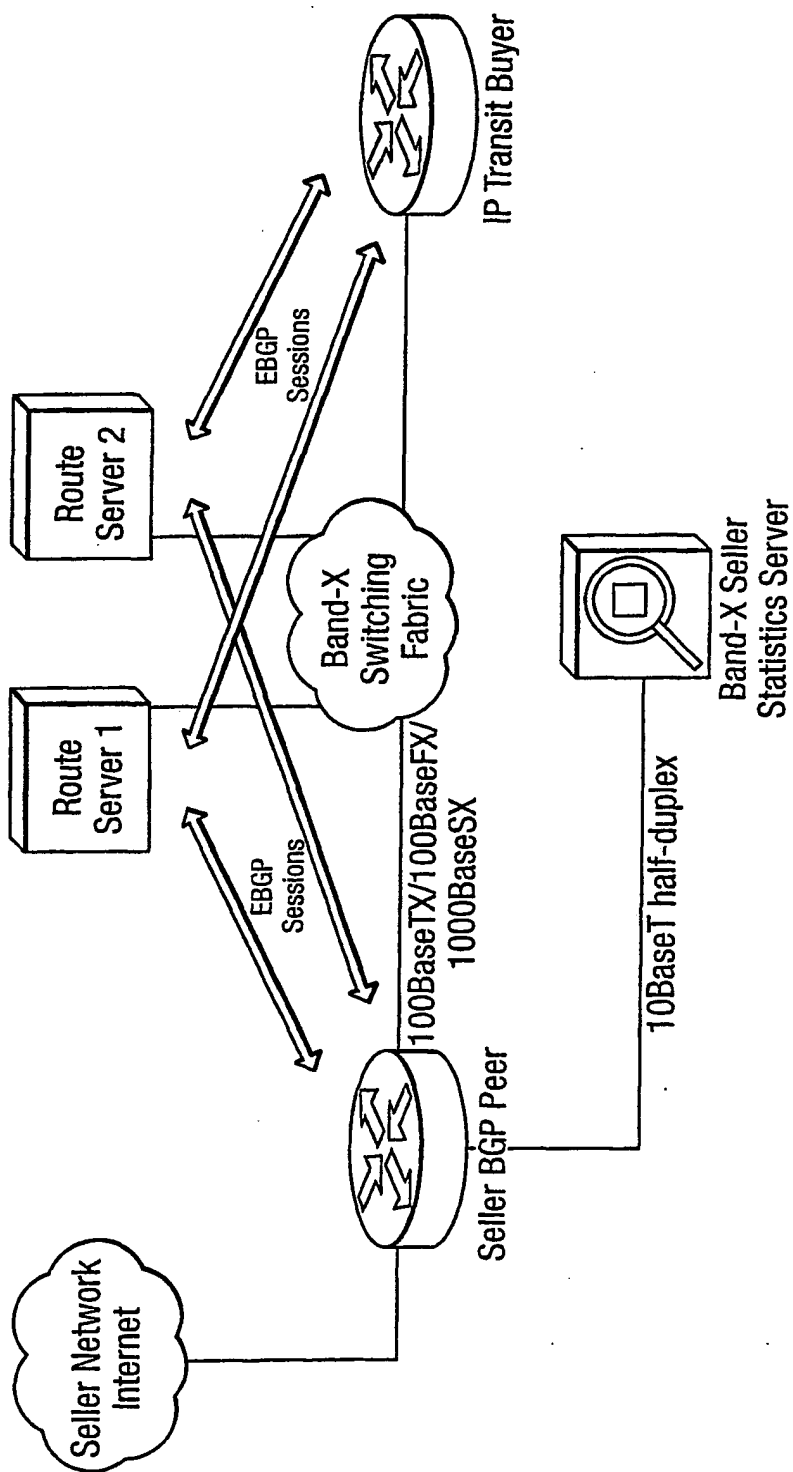 Seller Network
Internet
Route
Server 1
Route
Server 2
EBGP
Sessions
EBGP
Sessions
Band-X
Switching
Fabric
100BaseTX/100BaseFX/
1000BaseSX
Seller BGP Peer
IP Transit Buyer
10BaseT half-duplex
Band-X Seller
Statistics Server